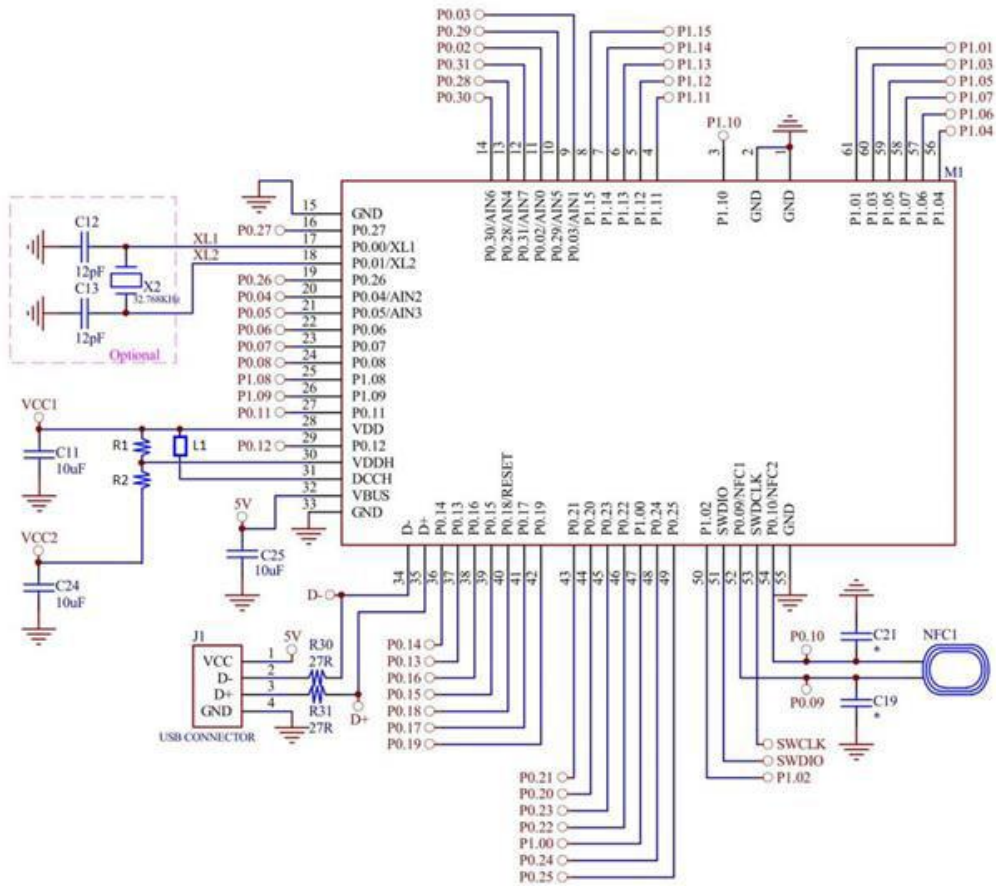 P0.03
P0.29
P0.02
P0.31
P0.28
P0.30
P1.15
P1.14
P1.13
P1.12
P1.11
P1.10
P1.01
P1.03
P1.05
P1.07
P1.06
P1.04
14 13 12 11 10 9 8 7 6 5 4 3 2 1 61 60 59 58 57 56
M1
P0.30/AIN6
P0.28/AIN4
P0.31/AIN7
P0.02/AIN0
P0.29/AIN5
P0.03/AIN1
P1.15
P1.14
P1.13
P1.12
P1.11
P1.10
GND
GND
P1.01
P1.03
P1.05
P1.07
P1.06
P1.04
15 GND
P0.27 16 P0.27
XL1 17 P0.00/XL1
XL2 18 P0.01/XL2
19 P0.26
P0.26 20 P0.04/AIN2
P0.04 21 P0.05/AIN3
P0.05 22 P0.06
P0.06 23 P0.07
P0.07 24 P0.08
P0.08 25 P1.08
P1.08 26 P1.09
P1.09 27 P0.11
P0.11 28 VDD
P0.12 29 P0.12
30 VDDH
31 DCCH
32 VBUS
33 GND
C12
12pF
C13
12pF
X2
32.768KHz
Optional
VCC1
C11
10uF
R1
R2
L1
VCC2
C24
10uF
5V
C25
10uF
D-
D+
P0.14
P0.13
P0.16
P0.15
P0.18/RESET
P0.17
P0.19
P0.21
P0.20
P0.23
P0.22
P1.00
P0.24
P0.25
P1.02
SWDIO
P0.09/NFC1
SWDCLK
P0.10/NFC2
GND
34 35 36 37 38 39 40 41 42 43 44 45 46 47 48 49 50 51 52 53 54 55
D-
J1
VCC 1 5V
D- 2
D+ 3
GND 4
USB CONNECTOR
R30
27R
R31
27R
D+
P0.14
P0.13
P0.16
P0.15
P0.18
P0.17
P0.19
P0.21
P0.20
P0.23
P0.22
P1.00
P0.24
P0.25
P0.10
P0.09
C21
*
C19
*
NFC1
SWCLK
SWDIO
P1.02